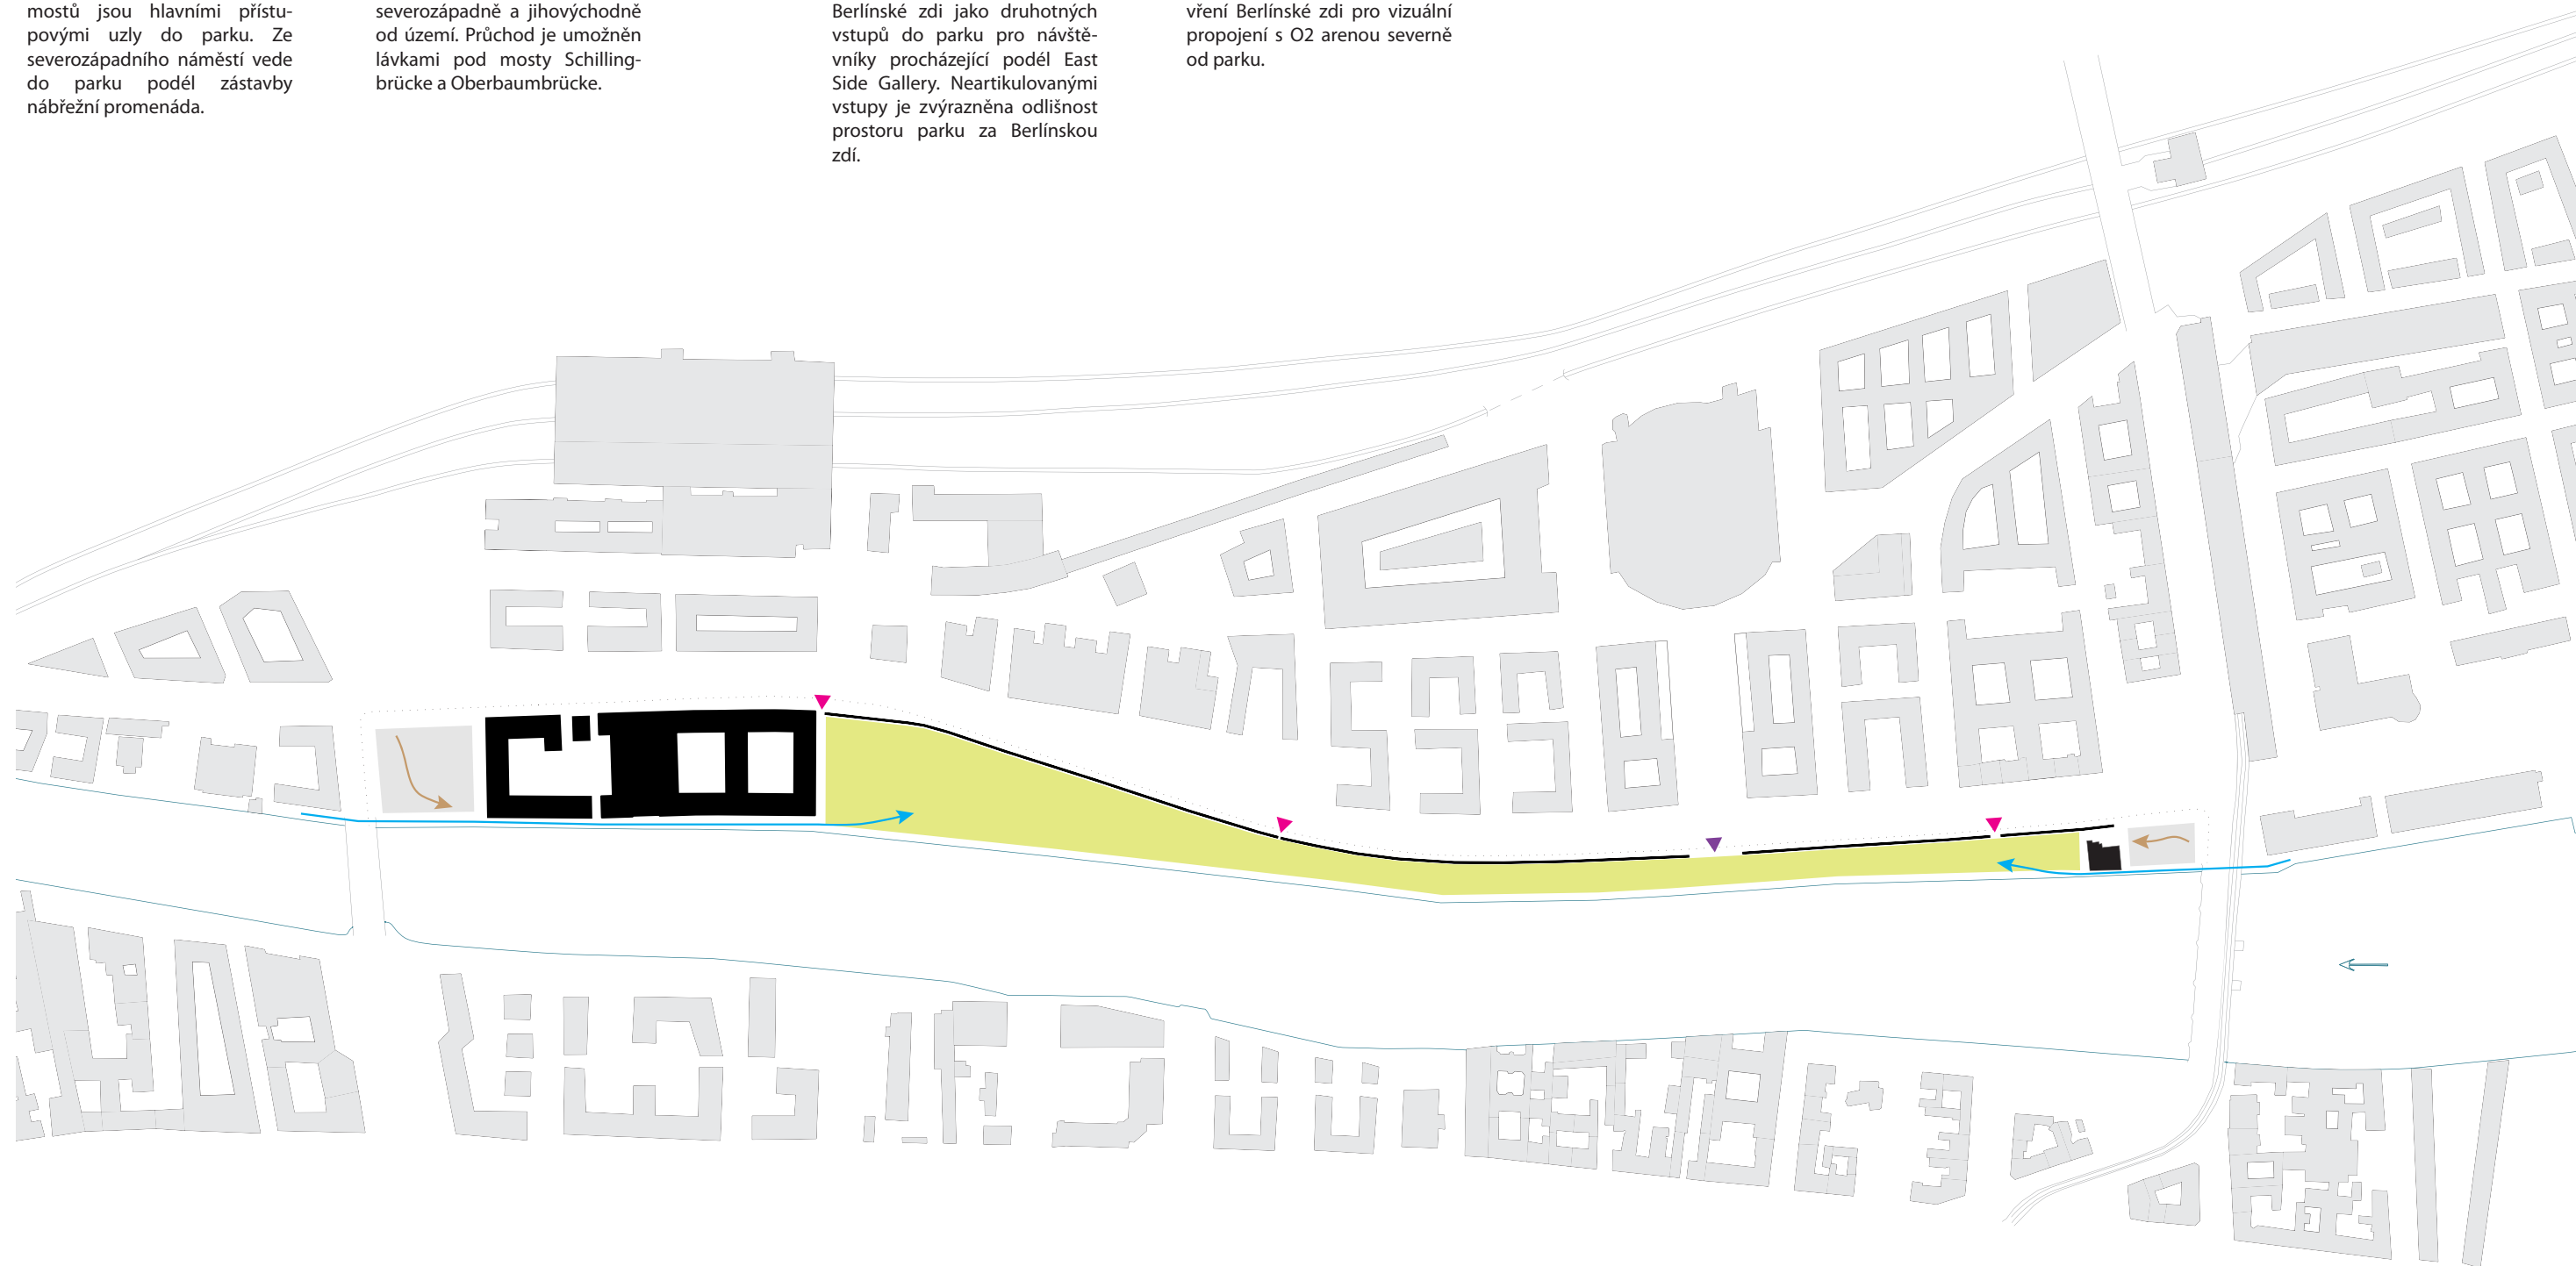 mostů jsou hlavními přístu-
povými uzly do parku. Ze
severozápadního náměstí vede
do parku podél zástavby
nábřežní promenáda.
severozápadně a jihovýchodně
od území. Průchod je umožněn
lávkami pod mosty Schilling-
brücke a Oberbaumbrücke.
Berlínské zdi jako druhotných
vstupů do parku pro návště-
vníky procházející podél East
Side Gallery. Neartikulovanými
vstupy je zvýrazněna odlišnost
prostoru parku za Berlínskou
zdí.
vření Berlínské zdi pro vizuální
propojení s O2 arenou severně
od parku.